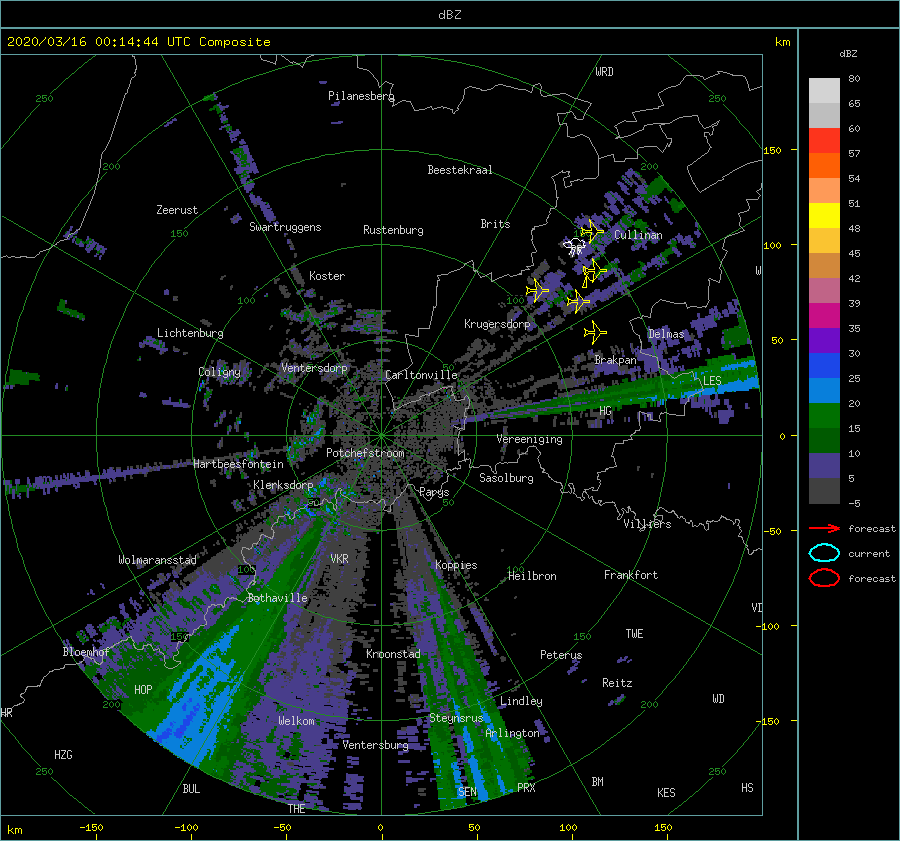 dBZ
2020/03/16 00:14:44 UTC Composite
km
dBZ
WRD
250
Pilanesberg
250
80
65
60
57
54
51
48
45
42
39
35
30
25
20
15
10
5
-5
150
200
Beestekraal
200
Zeerust
150
Swartruggens
Rustenburg
Brits
Cullinan
100
Koster
W
100
100
Krugersdorp
Lichtenburg
Delmas
50
Brakpan
Coligny
Ventersdorp
Carltonville
LES
HG
Vereeniging
0
Potchefstroom
Hartbeesfontein
Klerksdorp
Sasolburg
Parys
50
50
Villiers
-50
forecast
current
forecast
Wolmaransstad
VKR
Koppies
100
100
Heilbron
Frankfort
Bothaville
VD
-100
150
150
TWE
Bloemhof
Kroonstad
Peterus
Reitz
HOP
WD
200
Lindley
200
HR
Welkom
Steynsrus
-150
Arlington
Ventersburg
HZG
250
250
BUL
SEN
PRX
BM
KES
HS
THE
km
-150
-100
-50
0
50
100
150